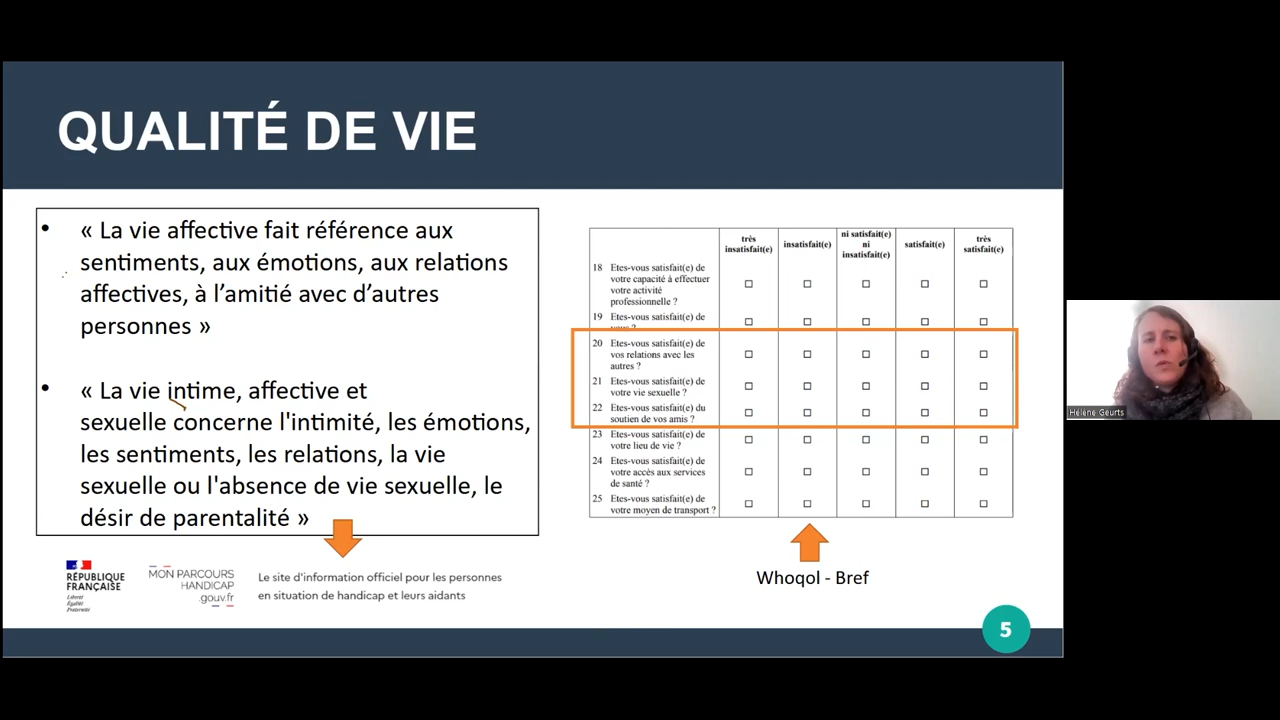 QUALITÉ DE VIE
• « La vie affective fait référence aux
sentiments, aux émotions, aux relations
affectives, à l’amitié avec d’autres
personnes »
• « La vie intime, affective et
sexuelle concerne l'intimité, les émotions,
les sentiments, les relations, la vie
sexuelle ou l'absence de vie sexuelle, le
désir de parentalité »
RÉPUBLIQUE
FRANÇAISE
Liberté
Égalité
Fraternité
MON PARCOURS
HANDICAP
.gouv.fr
Le site d'information officiel pour les personnes
en situation de handicap et leurs aidants
très
insatisfait(e)
insatisfait(e)
ni satisfait(e)
ni
insatisfait(e)
satisfait(e)
très
satisfait(e)
18 Etes-vous satisfait(e) de
votre capacité à effectuer
votre activité
professionnelle ?
19 Etes-vous satisfait(e) de
vous ?
20 Etes-vous satisfait(e) de
vos relations avec les
autres ?
21 Etes-vous satisfait(e) de
votre vie sexuelle ?
22 Etes-vous satisfait(e) du
soutien de vos amis ?
23 Etes-vous satisfait(e) de
votre lieu de vie ?
24 Etes-vous satisfait(e) de
votre accès aux services
de santé ?
25 Etes-vous satisfait(e) de
votre moyen de transport ?
Whoqol - Bref
5
Hélène Geurts